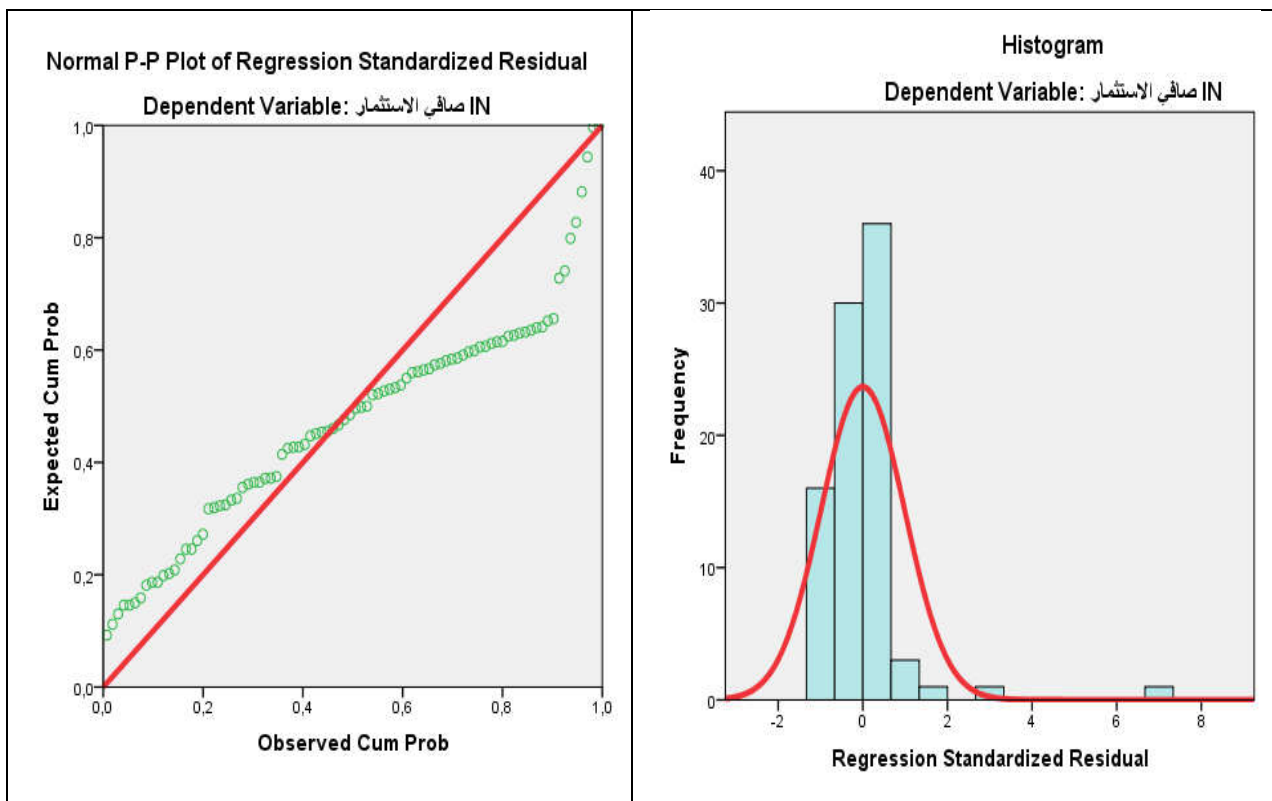 Normal P-P Plot of Regression Standardized Residual
Dependent Variable: صافي الاستثمار IN
1,0
0,8
0,6
0,4
0,2
0,0
Expected Cum Prob
0,0 0,2 0,4 0,6 0,8 1,0
Observed Cum Prob
Histogram
Dependent Variable: صافي الاستثمار IN
40
30
20
10
0
Frequency
-2 0 2 4 6 8
Regression Standardized Residual